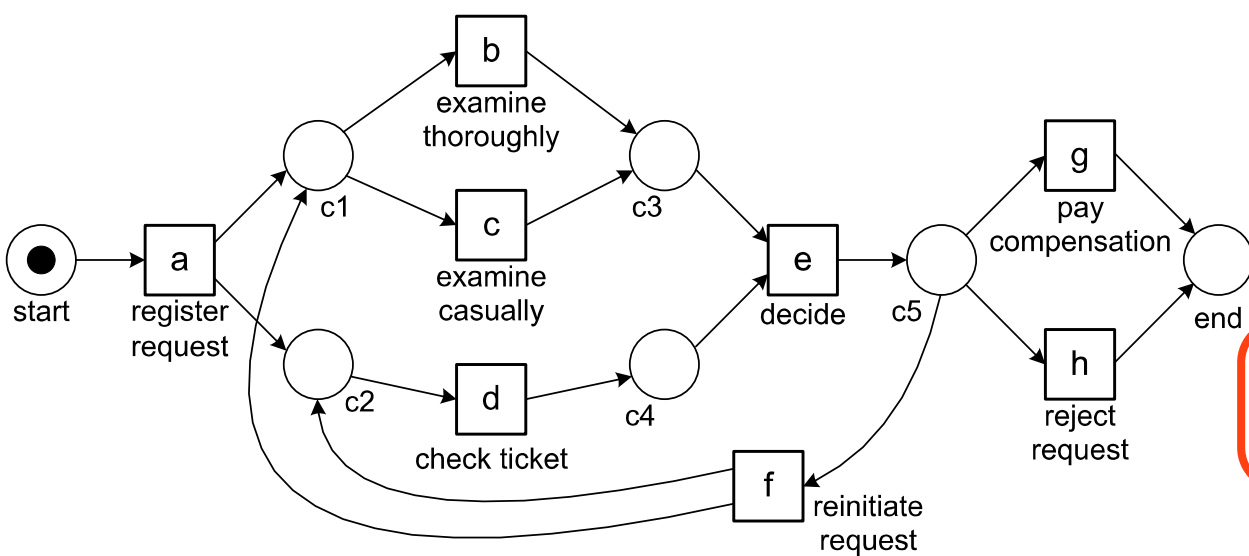 b
examine
thoroughly
c1
c3
c
examine
casually
g
pay
compensation
start
a
register
request
e
decide
c5
end
c2
d
check ticket
c4
h
reject
request
f
reinitiate
request